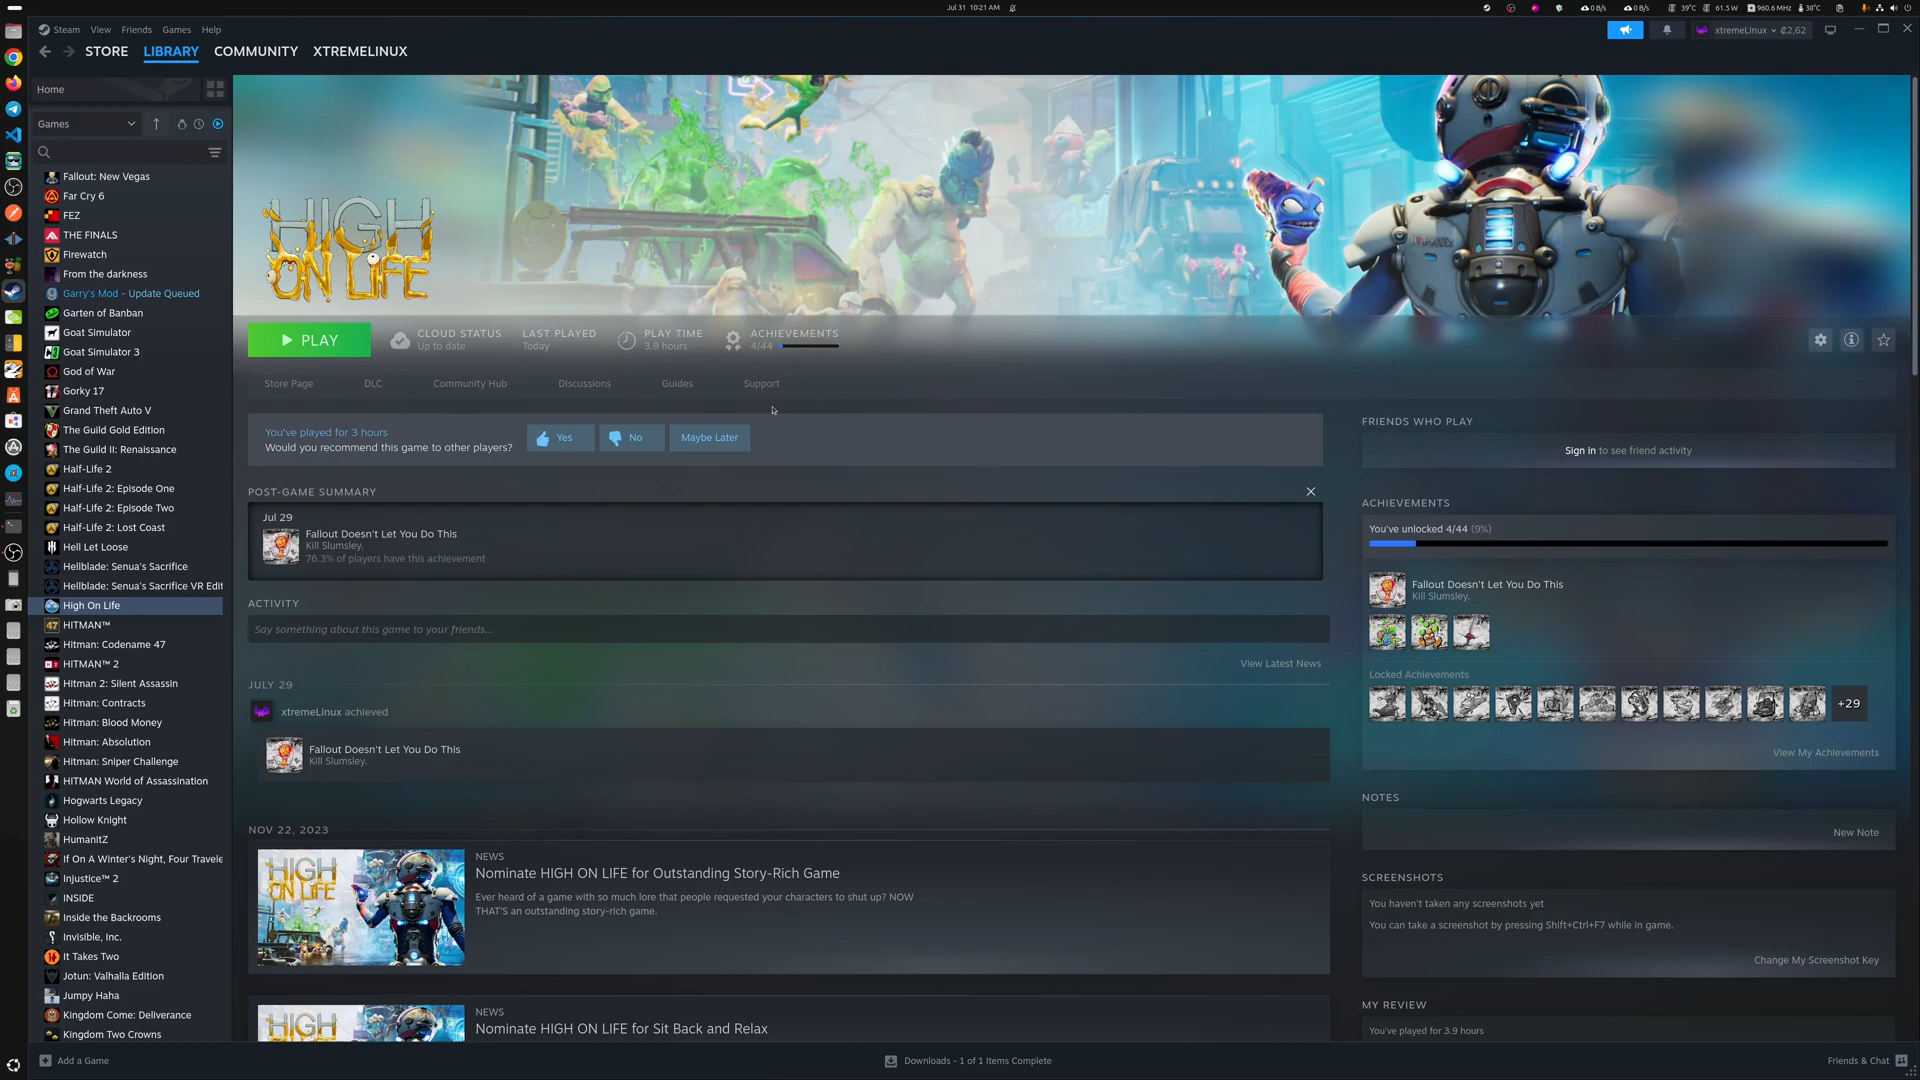 Jul 31 10:21 AM
0 B/s
0 B/s
39°C
61.5 W
960.6 MHz
38°C
Steam
View
Friends
Games
Help
xtremeLinux
₡2,62
STORE
LIBRARY
COMMUNITY
XTREMELINUX
Home
Games
Fallout: New Vegas
Far Cry 6
FEZ
THE FINALS
Firewatch
From the darkness
Garry's Mod - Update Queued
Garten of Banban
Goat Simulator
Goat Simulator 3
God of War
Gorky 17
Grand Theft Auto V
The Guild Gold Edition
The Guild II: Renaissance
Half-Life 2
Half-Life 2: Episode One
Half-Life 2: Episode Two
Half-Life 2: Lost Coast
Hell Let Loose
Hellblade: Senua's Sacrifice
Hellblade: Senua's Sacrifice VR Edit
High On Life
HITMAN™
Hitman: Codename 47
HITMAN™ 2
Hitman 2: Silent Assassin
Hitman: Contracts
Hitman: Blood Money
Hitman: Absolution
Hitman: Sniper Challenge
HITMAN World of Assassination
Hogwarts Legacy
Hollow Knight
HumanitZ
If On A Winter's Night, Four Travele
Injustice™ 2
INSIDE
Inside the Backrooms
Invisible, Inc.
It Takes Two
Jotun: Valhalla Edition
Jumpy Haha
Kingdom Come: Deliverance
Kingdom Two Crowns
Add a Game
HIGH
ON LIFE
PLAY
CLOUD STATUS
Up to date
LAST PLAYED
Today
PLAY TIME
3.9 hours
ACHIEVEMENTS
4/44
Store Page
DLC
Community Hub
Discussions
Guides
Support
You've played for 3 hours
Would you recommend this game to other players?
Yes
No
Maybe Later
POST-GAME SUMMARY
Jul 29
Fallout Doesn't Let You Do This
Kill Slumsley.
76.3% of players have this achievement
ACTIVITY
Say something about this game to your friends...
View Latest News
JULY 29
xtremeLinux achieved
Fallout Doesn't Let You Do This
Kill Slumsley.
NOV 22, 2023
HIGH
ON LIFE
NEWS
Nominate HIGH ON LIFE for Outstanding Story-Rich Game
Ever heard of a game with so much lore that people requested your characters to shut up? NOW
THAT'S an outstanding story-rich game.
HIGH
NEWS
Nominate HIGH ON LIFE for Sit Back and Relax
FRIENDS WHO PLAY
Sign in to see friend activity
ACHIEVEMENTS
You've unlocked 4/44 (9%)
Fallout Doesn't Let You Do This
Kill Slumsley.
Locked Achievements
+29
View My Achievements
NOTES
New Note
SCREENSHOTS
You haven't taken any screenshots yet
You can take a screenshot by pressing Shift+Ctrl+F7 while in game.
Change My Screenshot Key
MY REVIEW
You've played for 3.9 hours
Downloads - 1 of 1 Items Complete
Friends & Chat